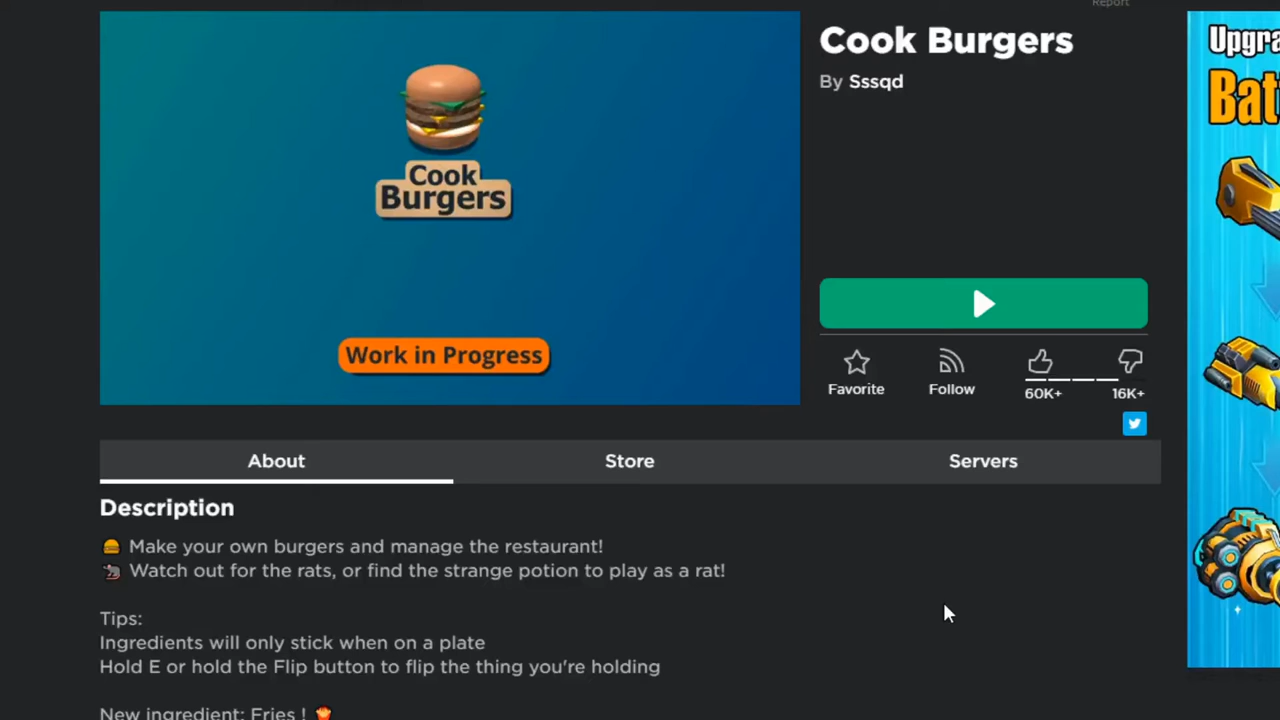 Report
Cook Burgers
By Sssqd
Cook
Burgers
Work in Progress
Favorite
Follow
60K+
16K+
About
Store
Servers
Description
Make your own burgers and manage the restaurant!
Watch out for the rats, or find the strange potion to play as a rat!
Tips:
Ingredients will only stick when on a plate
Hold E or hold the Flip button to flip the thing you're holding
New ingredient: Fries !